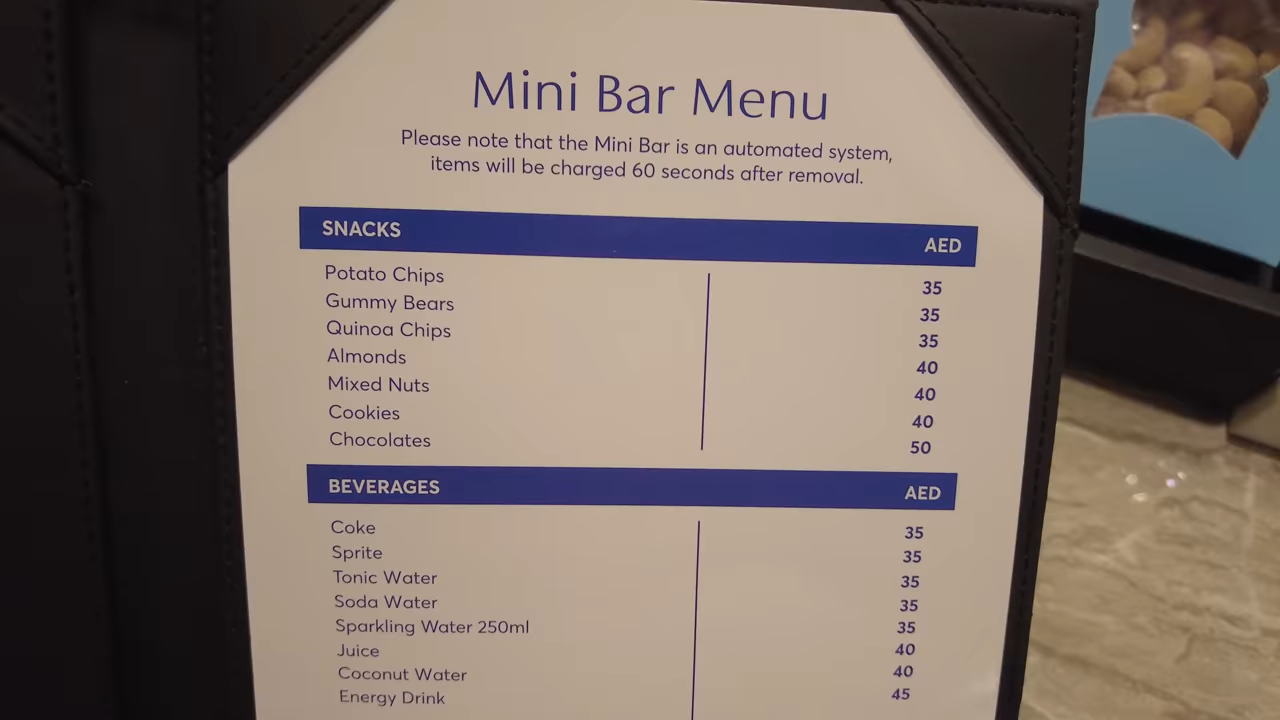 Mini Bar Menu
Please note that the Mini Bar is an automated system,
items will be charged 60 seconds after removal.
SNACKS AED
Potato Chips 35
Gummy Bears 35
Quinoa Chips 35
Almonds 40
Mixed Nuts 40
Cookies 40
Chocolates 50
BEVERAGES AED
Coke 35
Sprite 35
Tonic Water 35
Soda Water 35
Sparkling Water 250ml 35
Juice 40
Coconut Water 40
Energy Drink 45